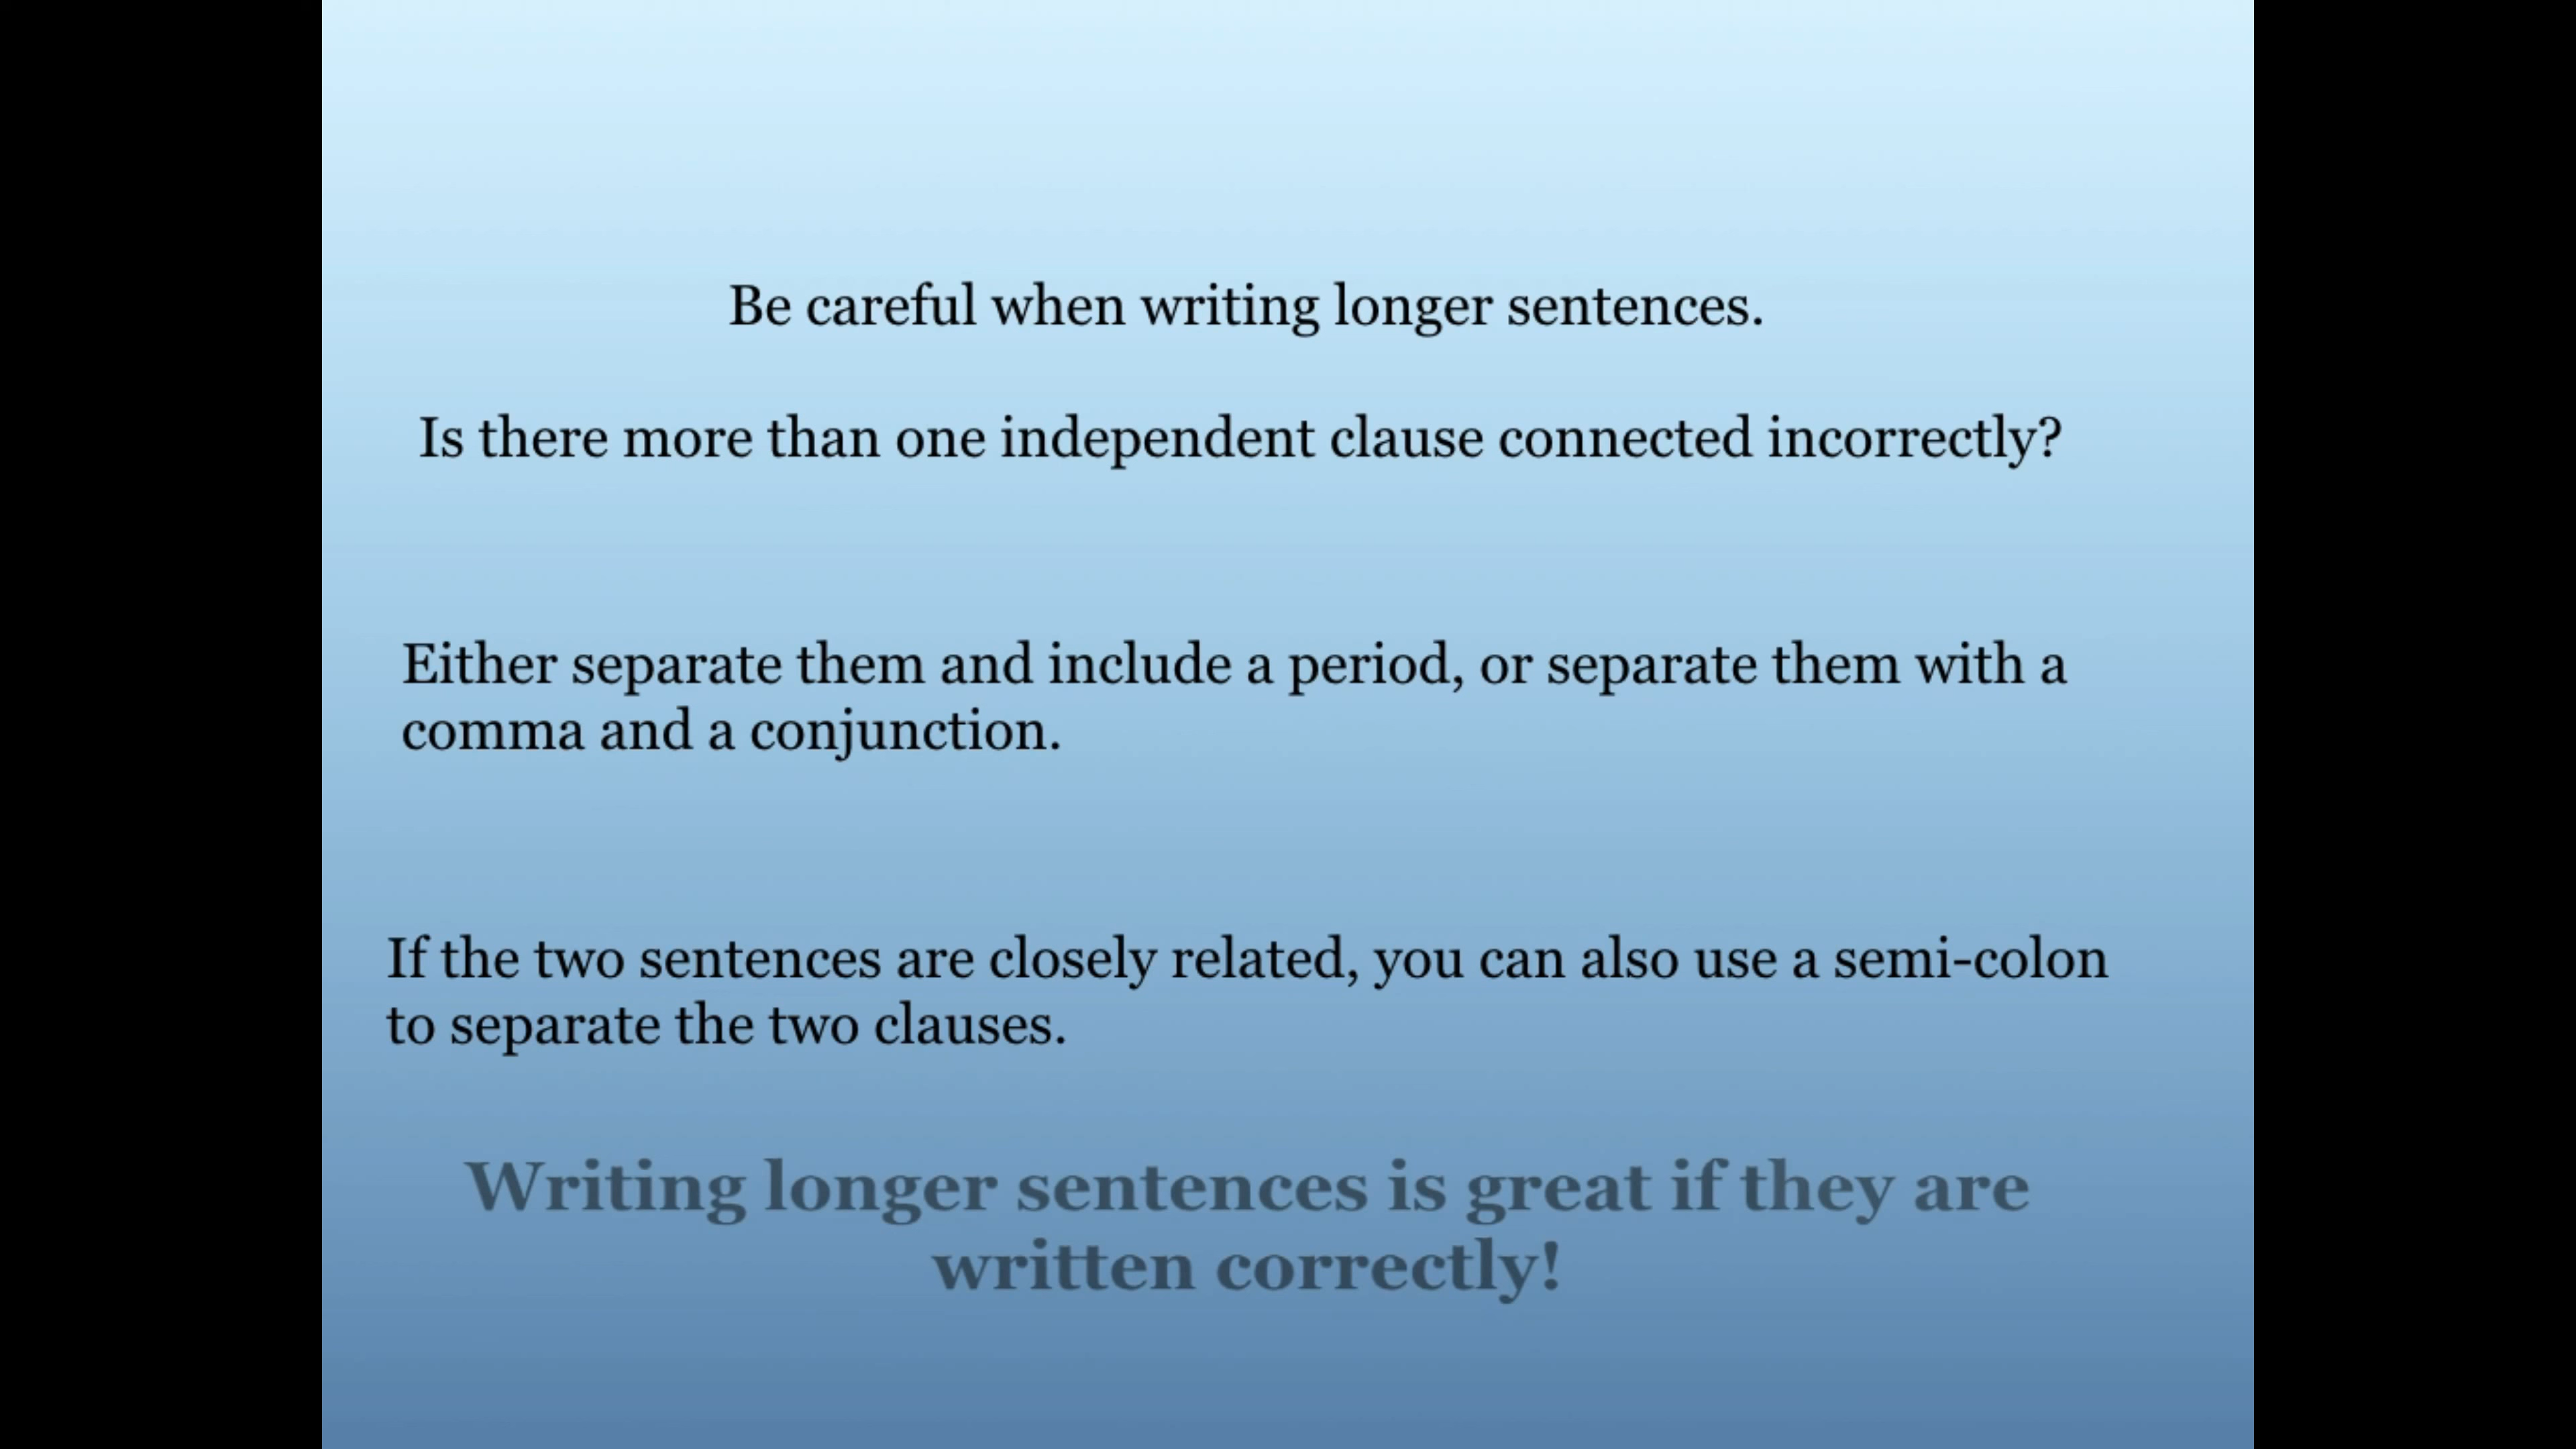 Be careful when writing longer sentences.
Is there more than one independent clause connected incorrectly?
Either separate them and include a period, or separate them with a
comma and a conjunction.
If the two sentences are closely related, you can also use a semi-colon
to separate the two clauses.
Writing longer sentences is great if they are
written correctly!